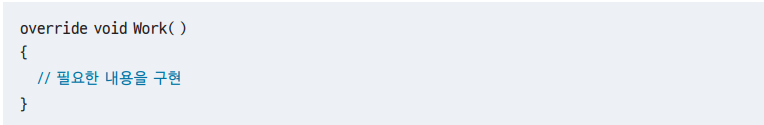 override void Work( )
{
// 필요한 내용을 구현
}